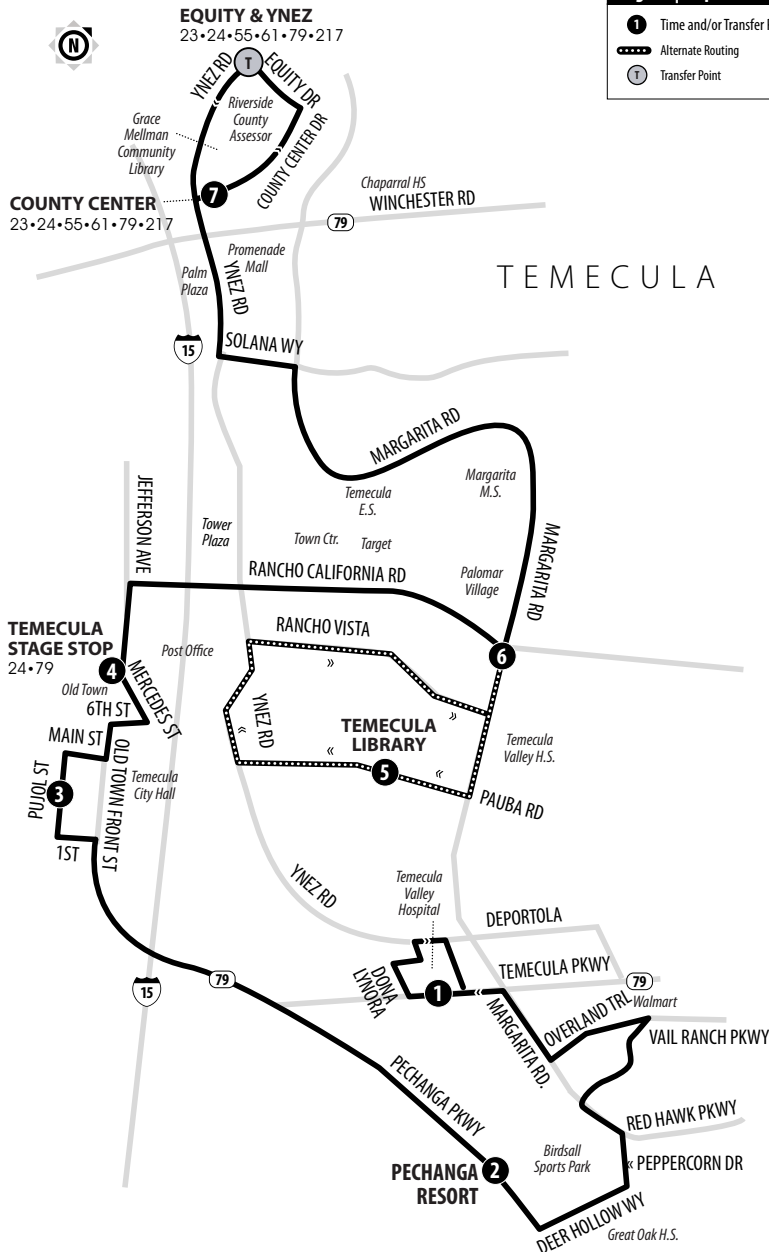 EQUITY & YNEZ
23•24•55•61•79•217
1 Time and/or Transfer
Alternate Routing
T Transfer Point
N
T
YNEZ RD
EQUITY DR
Riverside
County
Assessor
Grace
Mellman
Community
Library
COUNTY CENTER DR
7
COUNTY CENTER
23•24•55•61•79•217
Chaparral HS
WINCHESTER RD
79
Promenade
Mall
Palm
Plaza
YNEZ RD
TEMECULA
15
SOLANA WY
MARGARITA RD
Temecula
E.S.
Margarita
M.S.
JEFFERSON AVE
Tower
Plaza
Town Ctr.
Target
MARGARITA RD
RANCHO CALIFORNIA RD
Palomar
Village
RANCHO VISTA
6
TEMECULA
STAGE STOP
24•79
4
Post Office
Old Town
6TH ST
MERCEDES ST
MAIN ST
OLD TOWN FRONT ST
Temecula
City Hall
PUJOL ST
3
1ST
YNEZ RD
TEMECULA
LIBRARY
5
Temecula
Valley H.S.
PAUBA RD
YNEZ RD
Temecula
Valley
Hospital
DEPORTOLA
TEMECULA PKWY
DONA
LYNORA
1
79
15
79
MARGARITA RD.
OVERLAND TRL
Walmart
VAIL RANCH PKWY
PECHANGA PKWY
RED HAWK PKWY
Birdsall
Sports Park
PEPPERCORN DR
2
PECHANGA
RESORT
DEER HOLLOW WY
Great Oak H.S.